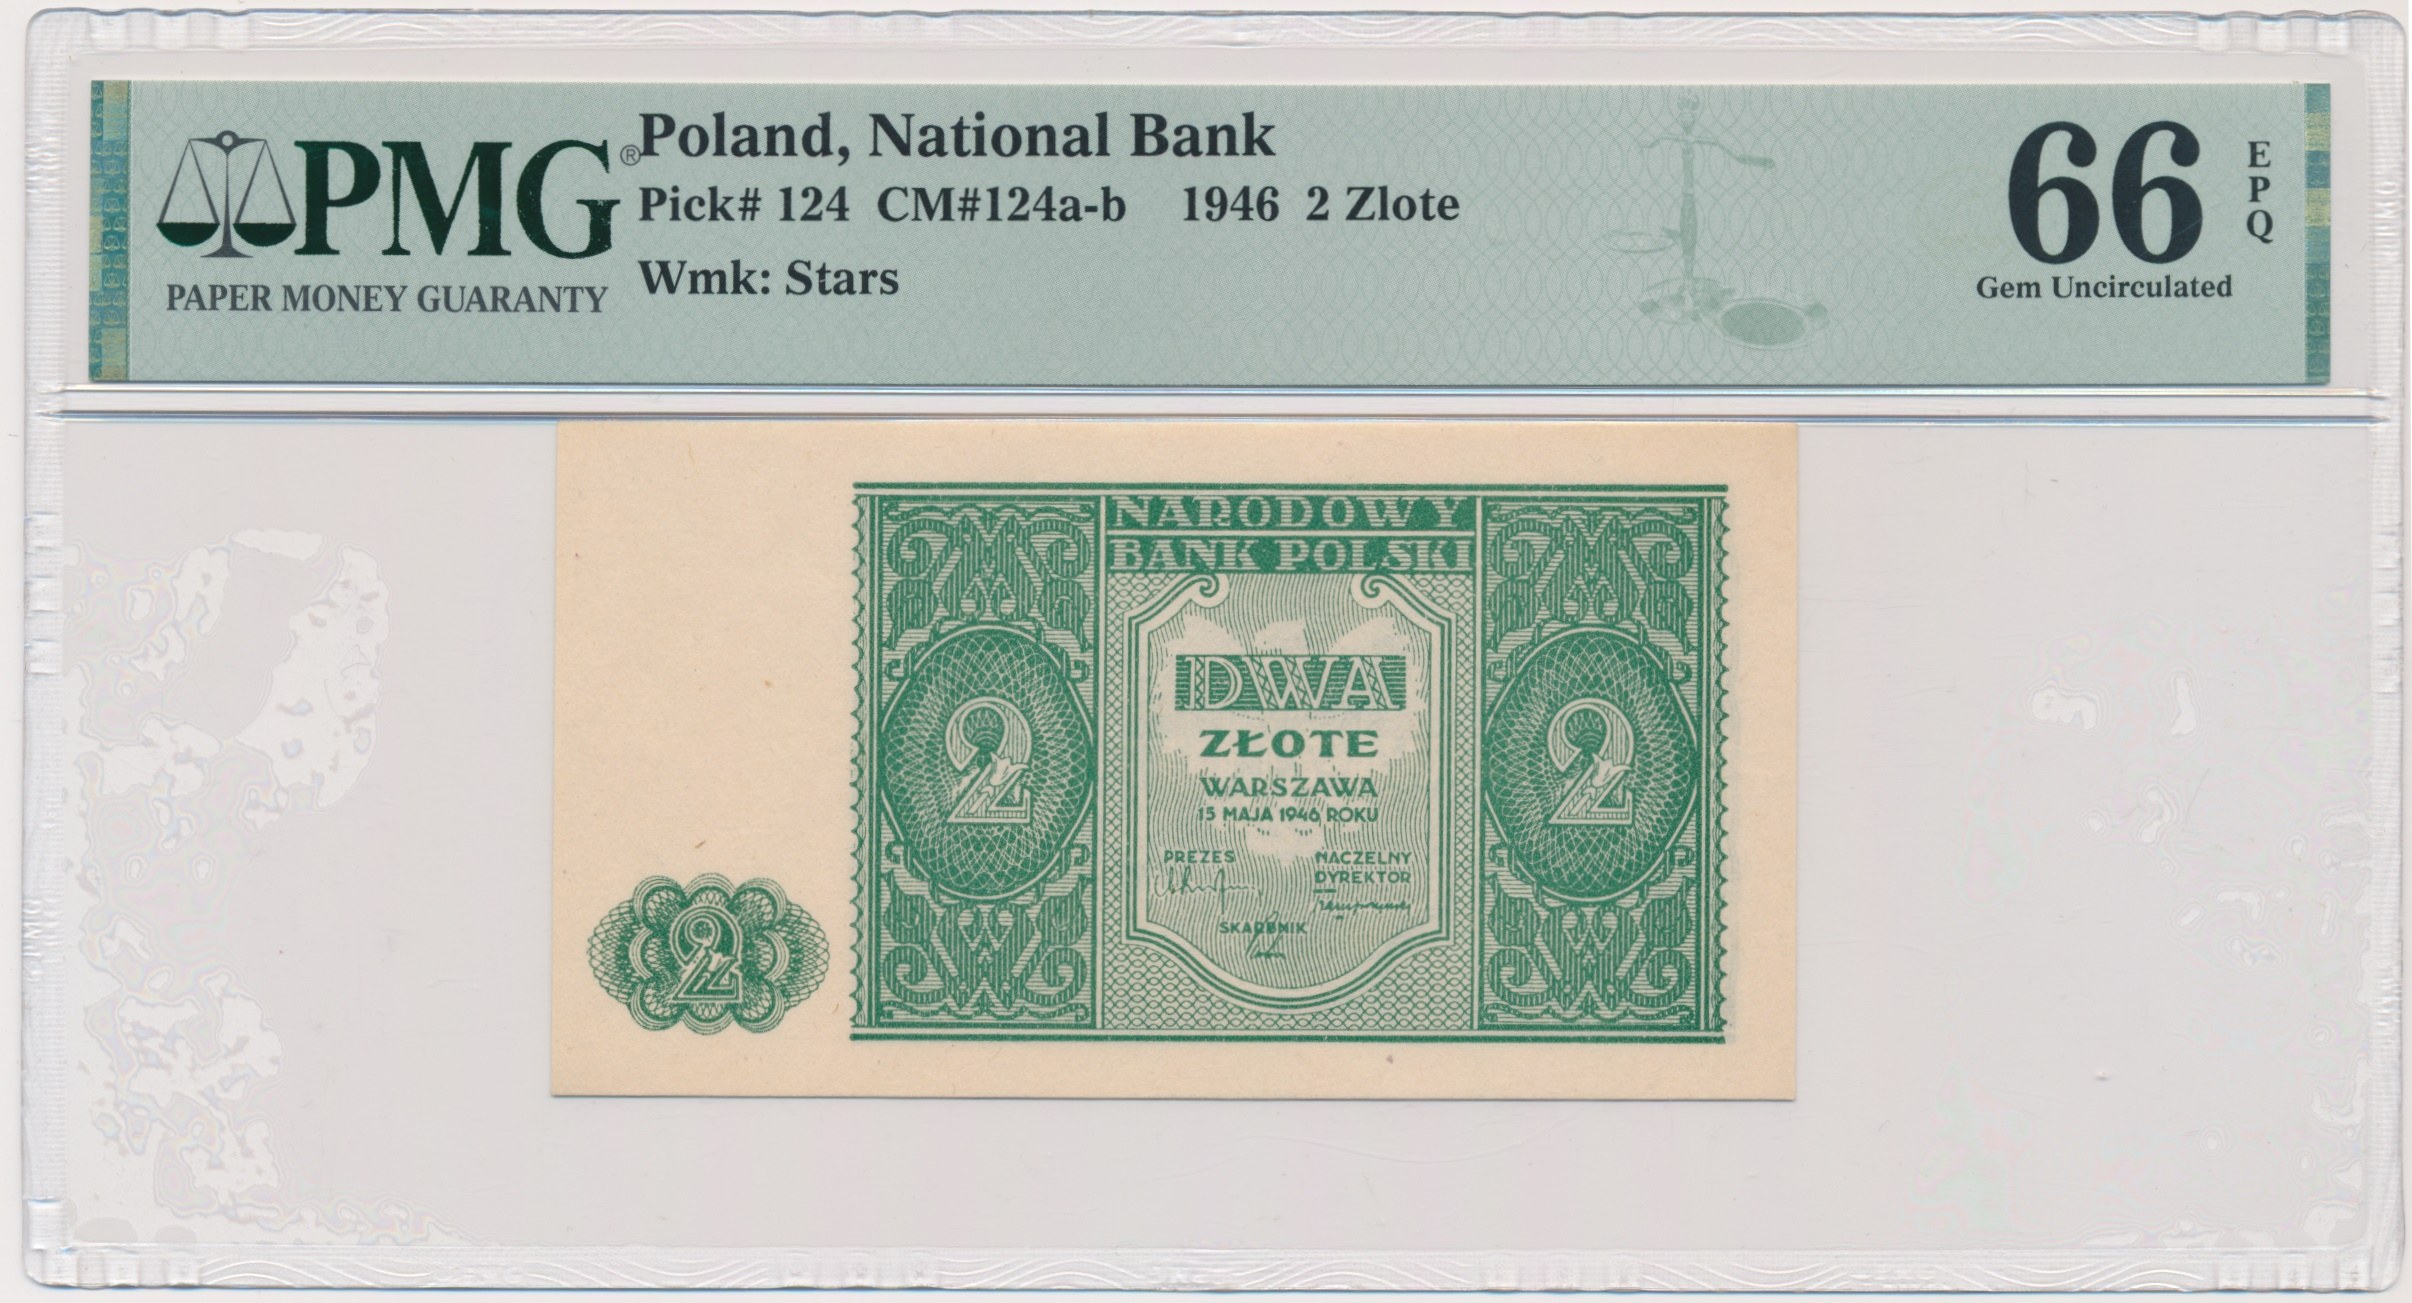 PMG®
PAPER MONEY GUARANTY
Poland, National Bank
Pick# 124 CM#124a-b 1946 2 Zlote
Wmk: Stars
66
EPQ
Gem Uncirculated
NARODOWY
BANK POLSKI
DWA
ZŁOTE
WARSZAWA
15 MAJA 1946 ROKU
PREZES
NACZELNY
DYREKTOR
SKARBNIK
2
2
2 zł